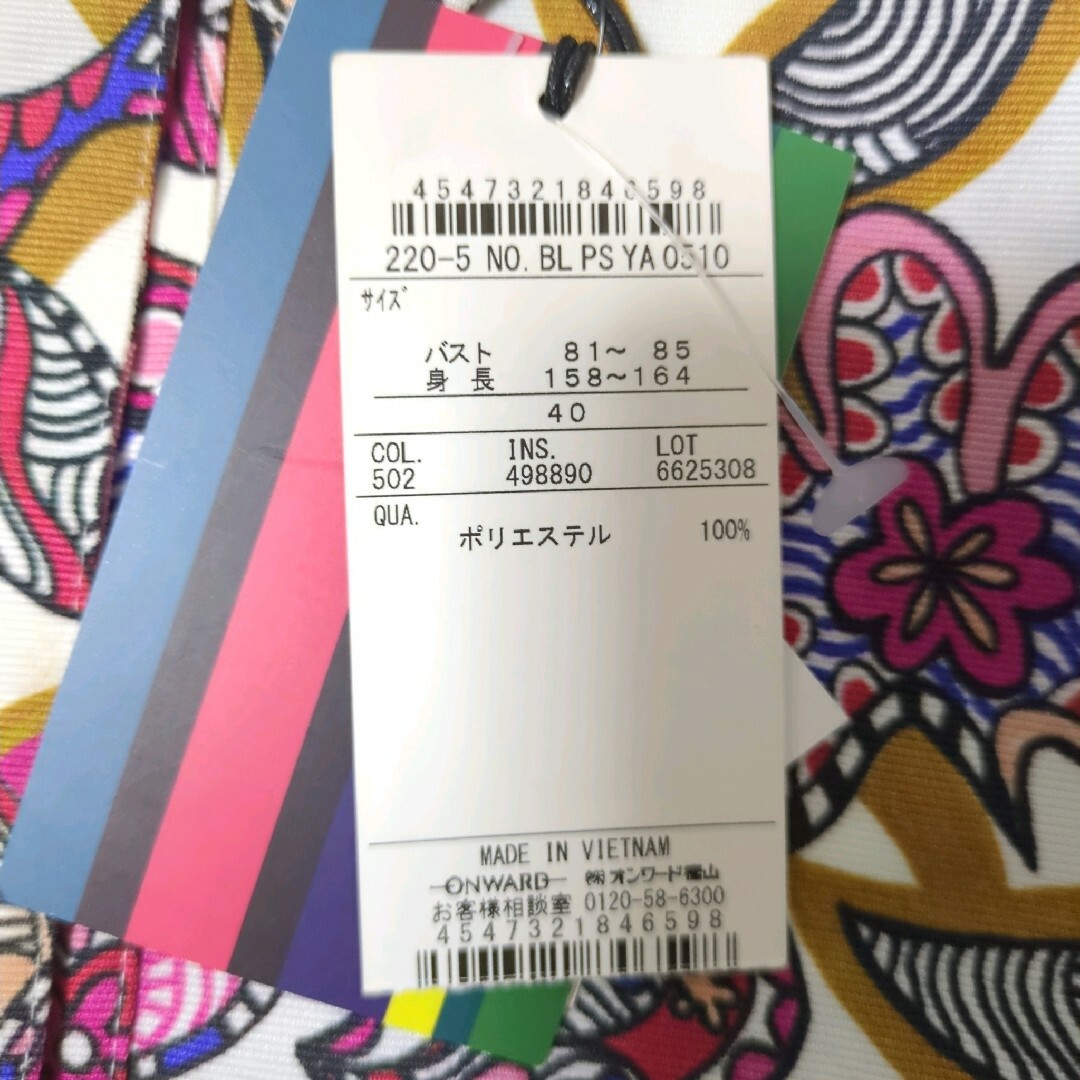 4547321846598
220-5 NO. BL PS YA 0510
サイズ
バスト 81～ 85
身 長 158～164
40
COL. INS. LOT
502 498890 6625308
QUA.
ポリエステル 100%
MADE IN VIETNAM
ONWARD ㈱オンワード樫山
お客様相談室 0120-58-6300
4547321846598